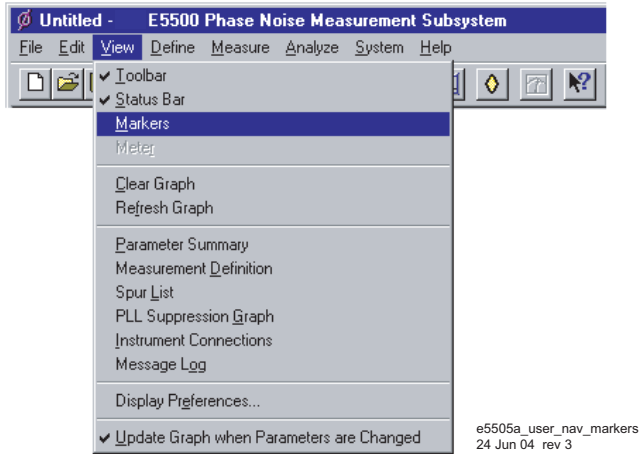 Untitled - E5500 Phase Noise Measurement Subsystem
File Edit View Define Measure Analyze System Help
Toolbar
Status Bar
Markers
Meter
Clear Graph
Refresh Graph
Parameter Summary
Measurement Definition
Spur List
PLL Suppression Graph
Instrument Connections
Message Log
Display Preferences...
Update Graph when Parameters are Changed
e5505a_user_nav_markers
24 Jun 04 rev 3